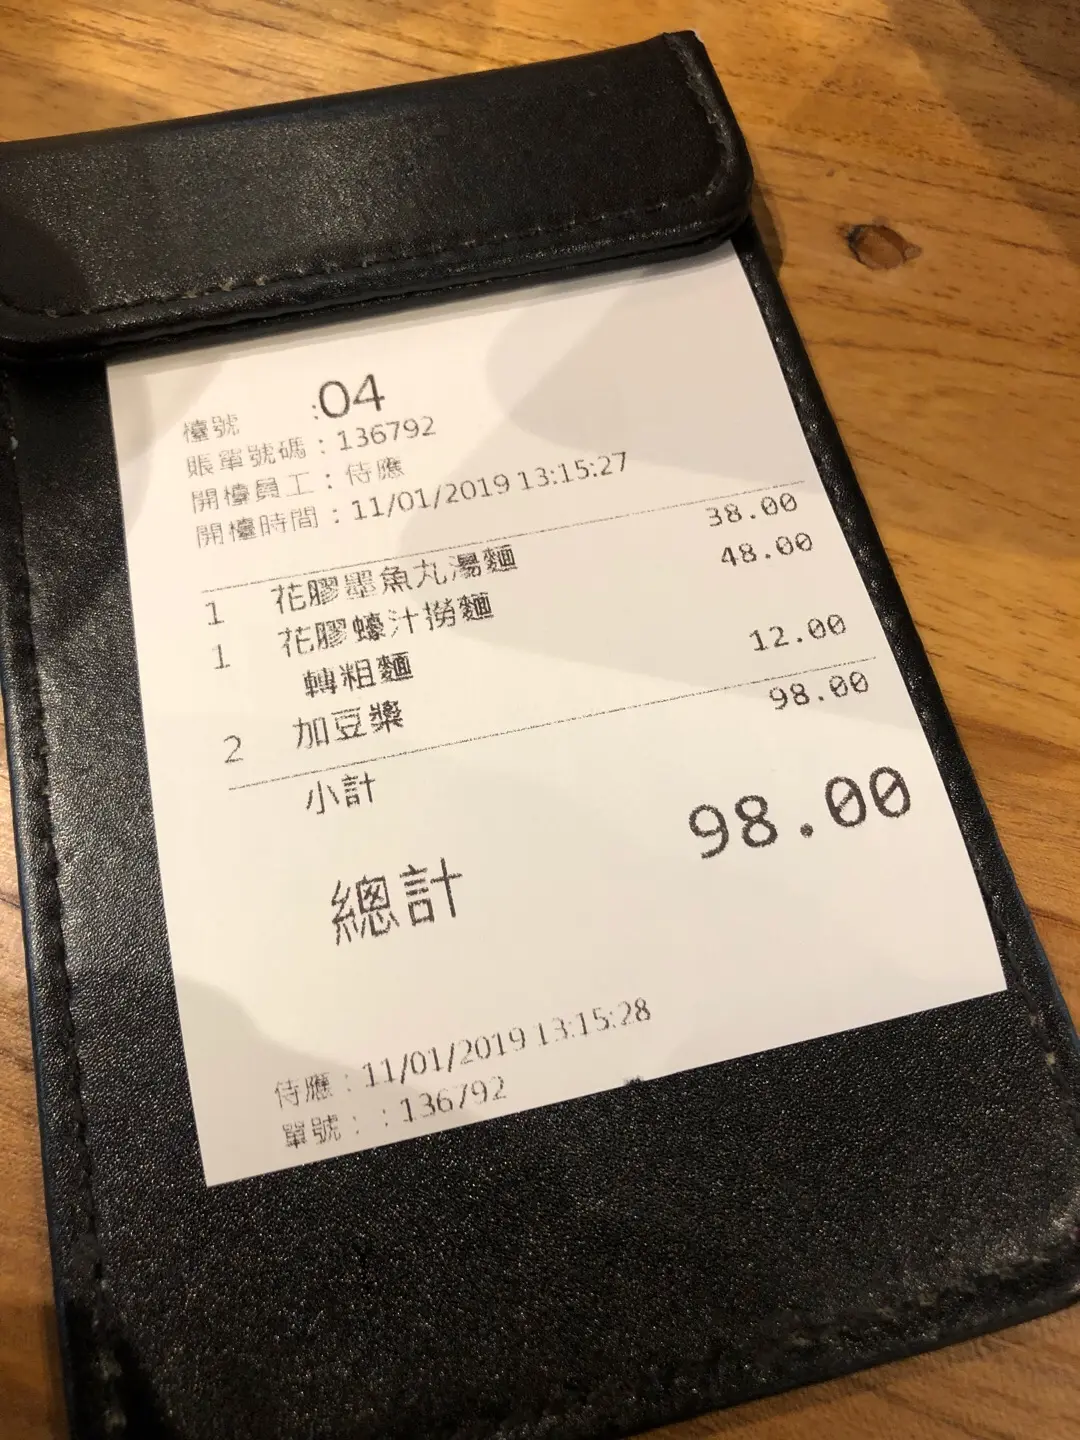 檯號 :04
賬單號碼 : 136792
開檯員工 : 侍應
開檯時間 : 11/01/2019 13:15:27
1 花膠墨魚丸湯麵 38.00
1 花膠蠔汁撈麵 48.00
轉粗麵
2 加豆漿 12.00
小計 98.00
總計 98.00
侍應 : 11/01/2019 13:15:28
單號 : : 136792